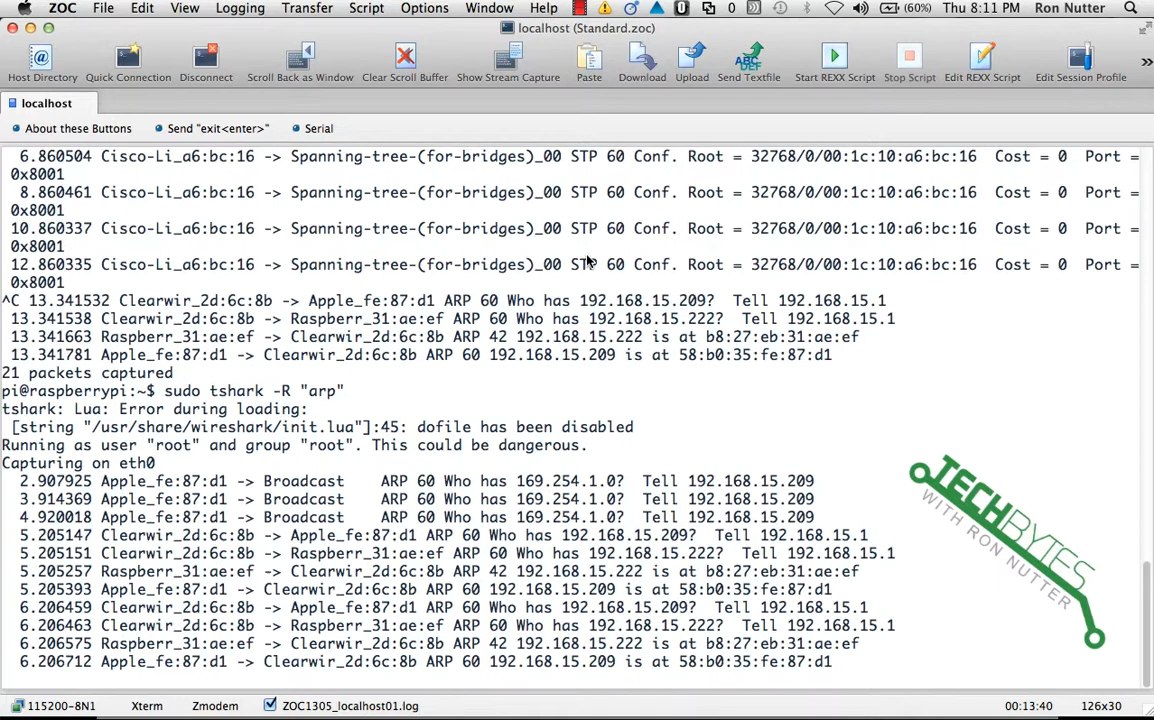 ZOC File Edit View Logging Transfer Script Options Window Help 0 (60%) Thu 8:11 PM Ron Nutter
localhost (Standard.zoc)
Host Directory Quick Connection Disconnect Scroll Back as Window Clear Scroll Buffer Show Stream Capture Paste Download Upload ABC DEF Send Textfile Start REXX Script Stop Script Edit REXX Script Edit Session Profile
localhost
About these Buttons Send "exit<enter>" Serial
6.860504 Cisco-Li_a6:bc:16 -> Spanning-tree-(for-bridges)_00 STP 60 Conf. Root = 32768/0/00:1c:10:a6:bc:16 Cost = 0 Port =
0x8001
8.860461 Cisco-Li_a6:bc:16 -> Spanning-tree-(for-bridges)_00 STP 60 Conf. Root = 32768/0/00:1c:10:a6:bc:16 Cost = 0 Port =
0x8001
10.860337 Cisco-Li_a6:bc:16 -> Spanning-tree-(for-bridges)_00 STP 60 Conf. Root = 32768/0/00:1c:10:a6:bc:16 Cost = 0 Port =
0x8001
12.860335 Cisco-Li_a6:bc:16 -> Spanning-tree-(for-bridges)_00 STP 60 Conf. Root = 32768/0/00:1c:10:a6:bc:16 Cost = 0 Port =
0x8001
^C 13.341532 Clearwir_2d:6c:8b -> Apple_fe:87:d1 ARP 60 Who has 192.168.15.209? Tell 192.168.15.1
13.341538 Clearwir_2d:6c:8b -> Raspberr_31:ae:ef ARP 60 Who has 192.168.15.222? Tell 192.168.15.1
13.341663 Raspberr_31:ae:ef -> Clearwir_2d:6c:8b ARP 42 192.168.15.222 is at b8:27:eb:31:ae:ef
13.341781 Apple_fe:87:d1 -> Clearwir_2d:6c:8b ARP 60 192.168.15.209 is at 58:b0:35:fe:87:d1
21 packets captured
pi@raspberrypi:~$ sudo tshark -R "arp"
tshark: Lua: Error during loading:
[string "/usr/share/wireshark/init.lua"]:45: dofile has been disabled
Running as user "root" and group "root". This could be dangerous.
Capturing on eth0
2.907925 Apple_fe:87:d1 -> Broadcast ARP 60 Who has 169.254.1.0? Tell 192.168.15.209
3.914369 Apple_fe:87:d1 -> Broadcast ARP 60 Who has 169.254.1.0? Tell 192.168.15.209
4.920018 Apple_fe:87:d1 -> Broadcast ARP 60 Who has 169.254.1.0? Tell 192.168.15.209
5.205147 Clearwir_2d:6c:8b -> Apple_fe:87:d1 ARP 60 Who has 192.168.15.209? Tell 192.168.15.1
5.205151 Clearwir_2d:6c:8b -> Raspberr_31:ae:ef ARP 60 Who has 192.168.15.222? Tell 192.168.15.1
5.205257 Raspberr_31:ae:ef -> Clearwir_2d:6c:8b ARP 42 192.168.15.222 is at b8:27:eb:31:ae:ef
5.205393 Apple_fe:87:d1 -> Clearwir_2d:6c:8b ARP 60 192.168.15.209 is at 58:b0:35:fe:87:d1
6.206459 Clearwir_2d:6c:8b -> Apple_fe:87:d1 ARP 60 Who has 192.168.15.209? Tell 192.168.15.1
6.206463 Clearwir_2d:6c:8b -> Raspberr_31:ae:ef ARP 60 Who has 192.168.15.222? Tell 192.168.15.1
6.206575 Raspberr_31:ae:ef -> Clearwir_2d:6c:8b ARP 42 192.168.15.222 is at b8:27:eb:31:ae:ef
6.206712 Apple_fe:87:d1 -> Clearwir_2d:6c:8b ARP 60 192.168.15.209 is at 58:b0:35:fe:87:d1
TECHBYTES
WITH RON NUTTER
115200-8N1 Xterm Zmodem ZOC1305_localhost01.log 00:13:40 126x30